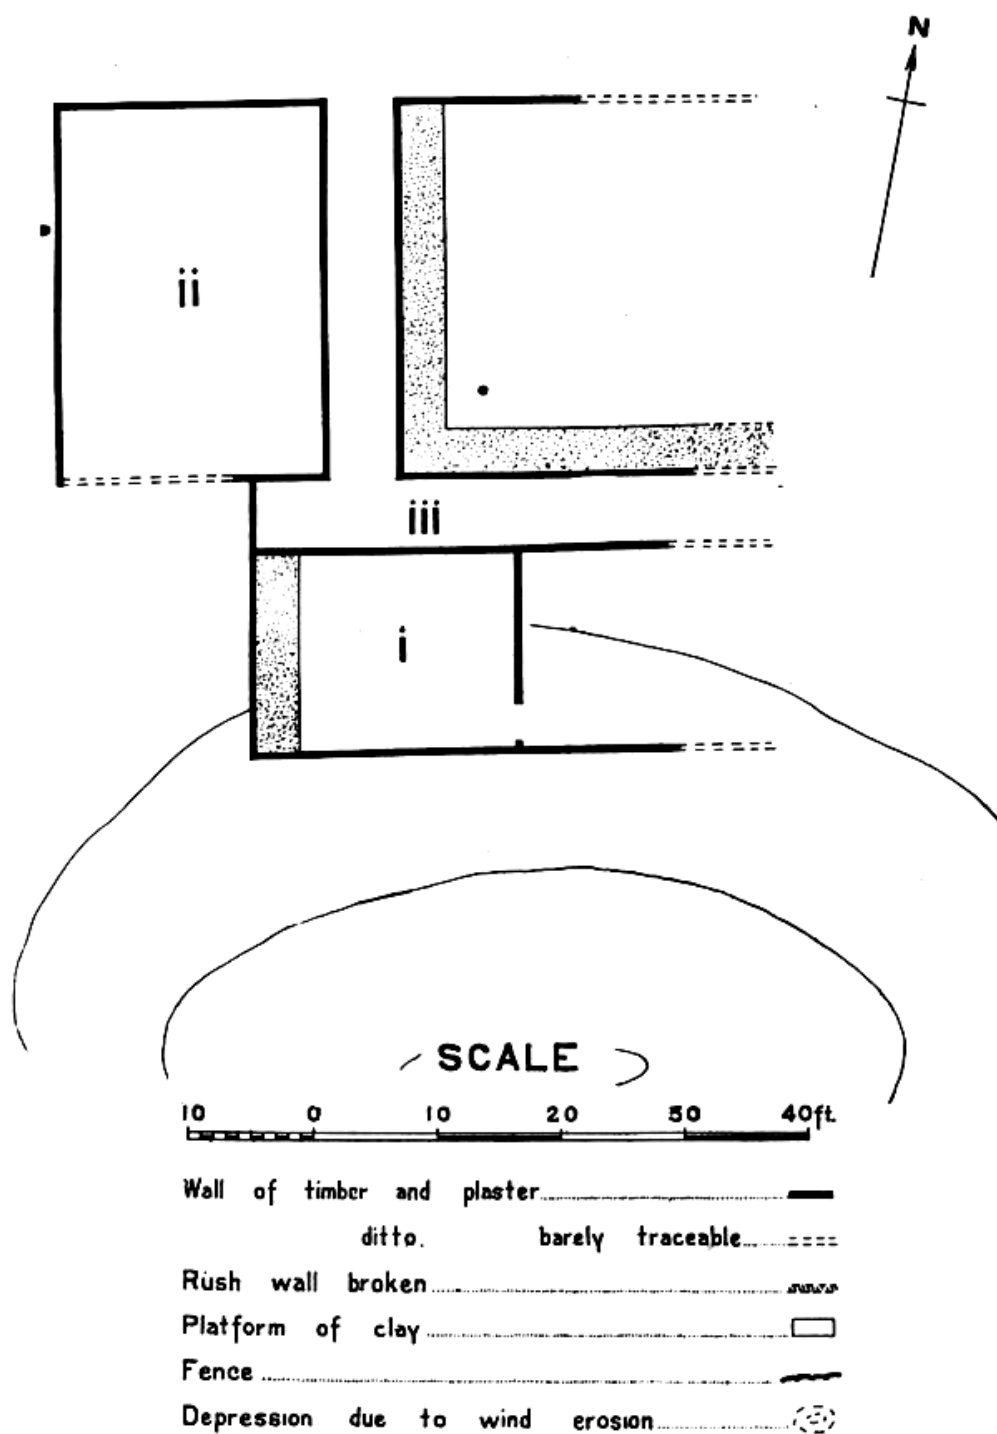 N
ii
iii
i
SCALE
10 0 10 20 30 40ft.
Wall of timber and plaster
ditto. barely traceable
Rush wall broken
Platform of clay
Fence
Depression due to wind erosion